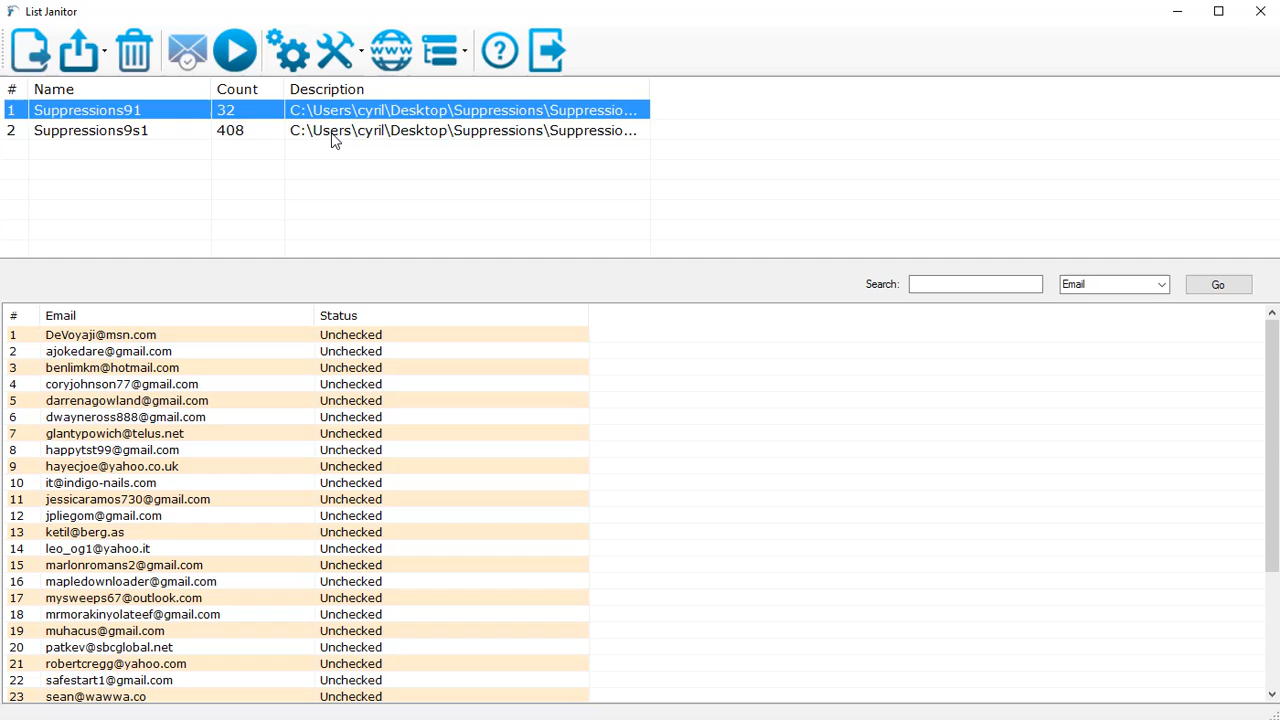 List Janitor
www ?
# Name Count Description
1 Suppressions91 32 C:\Users\cyril\Desktop\Suppressions\Suppressio...
2 Suppressions9s1 408 C:\Users\cyril\Desktop\Suppressions\Suppressio...
Search: Email Go
# Email Status
1 DeVoyaji@msn.com Unchecked
2 ajokedare@gmail.com Unchecked
3 benlimkm@hotmail.com Unchecked
4 coryjohnson77@gmail.com Unchecked
5 darrenagowland@gmail.com Unchecked
6 dwayneross888@gmail.com Unchecked
7 glantypowich@telus.net Unchecked
8 happytst99@gmail.com Unchecked
9 hayecjoe@yahoo.co.uk Unchecked
10 it@indigo-nails.com Unchecked
11 jessicaramos730@gmail.com Unchecked
12 jpliegom@gmail.com Unchecked
13 ketil@berg.as Unchecked
14 leo_og1@yahoo.it Unchecked
15 marlonromans2@gmail.com Unchecked
16 mapledownloader@gmail.com Unchecked
17 mysweeps67@outlook.com Unchecked
18 mrmorakinyolateef@gmail.com Unchecked
19 muhacus@gmail.com Unchecked
20 patkev@sbcglobal.net Unchecked
21 robertcregg@yahoo.com Unchecked
22 safestart1@gmail.com Unchecked
23 sean@wawwa.co Unchecked